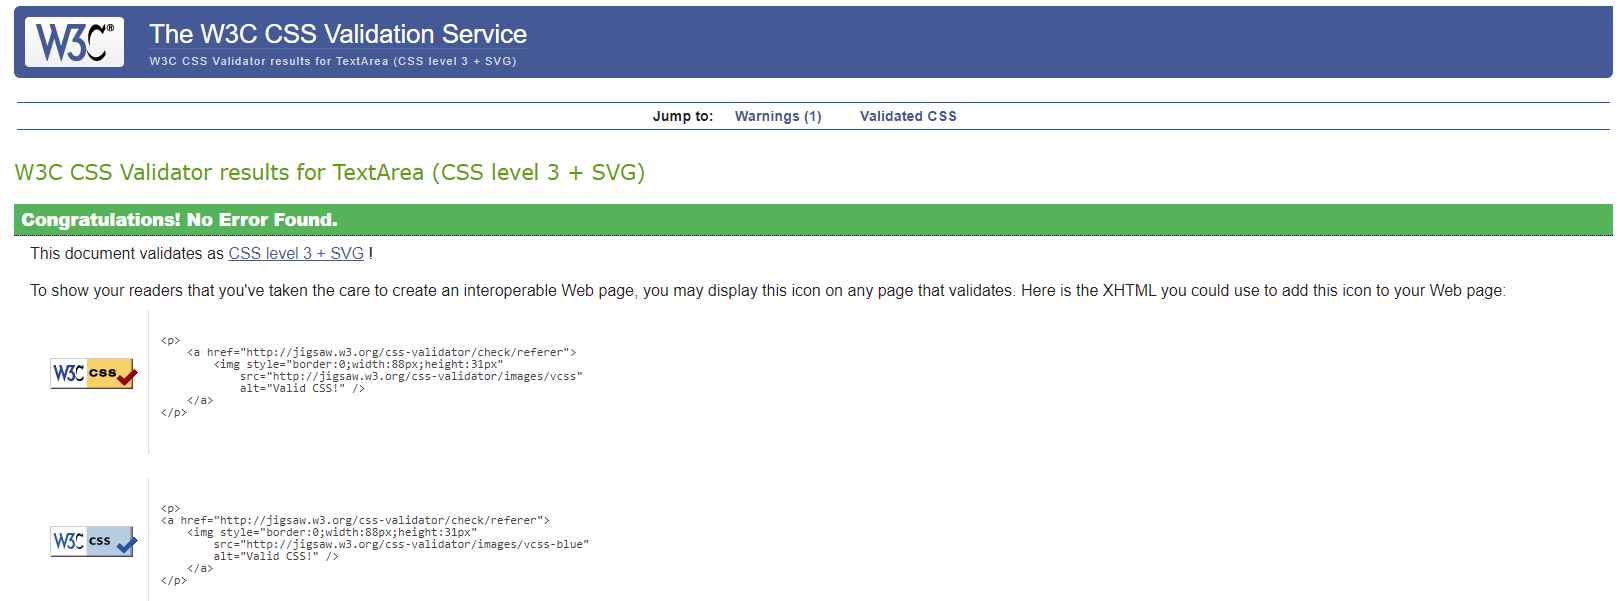 W3C®
The W3C CSS Validation Service
W3C CSS Validator results for TextArea (CSS level 3 + SVG)
Jump to: Warnings (1) Validated CSS
W3C CSS Validator results for TextArea (CSS level 3 + SVG)
Congratulations! No Error Found.
This document validates as CSS level 3 + SVG !
To show your readers that you've taken the care to create an interoperable Web page, you may display this icon on any page that validates. Here is the XHTML you could use to add this icon to your Web page:
W3C css
<p>
    <a href="http://jigsaw.w3.org/css-validator/check/referer">
        <img style="border:0;width:88px;height:31px"
            src="http://jigsaw.w3.org/css-validator/images/vcss"
            alt="Valid CSS!" />
    </a>
</p>
W3C css
<p>
<a href="http://jigsaw.w3.org/css-validator/check/referer">
    <img style="border:0;width:88px;height:31px"
        src="http://jigsaw.w3.org/css-validator/images/vcss-blue"
        alt="Valid CSS!" />
    </a>
</p>